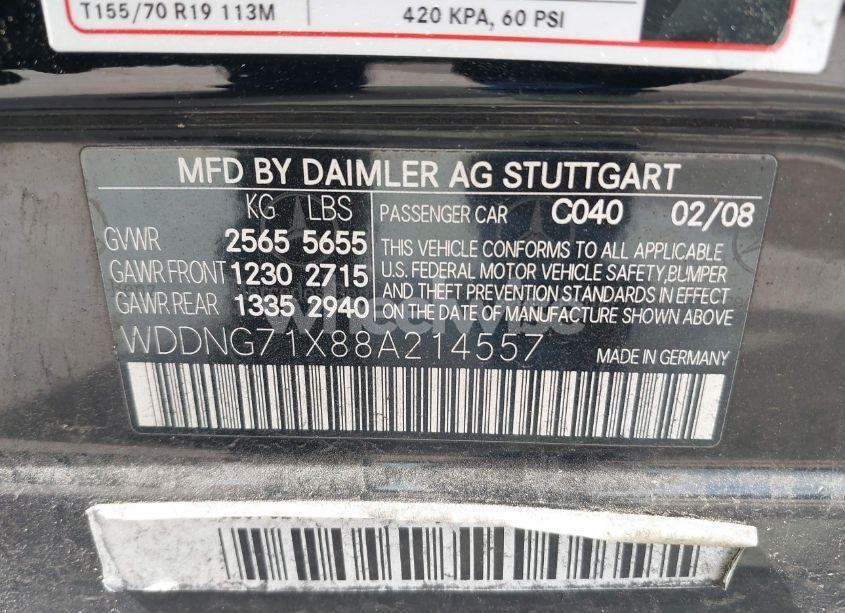 T155/70 R19 113M 420 KPA, 60 PSI
MFD BY DAIMLER AG STUTTGART
KG LBS
GVWR 2565 5655
GAWR FRONT 1230 2715
GAWR REAR 1335 2940
PASSENGER CAR C040 02/08
THIS VEHICLE CONFORMS TO ALL APPLICABLE
U.S. FEDERAL MOTOR VEHICLE SAFETY,BUMPER
AND THEFT PREVENTION STANDARDS IN EFFECT
ON THE DATE OF MANUFACTURE SHOWN ABOVE
wheelwise
WDDNG71X88A214557 MADE IN GERMANY